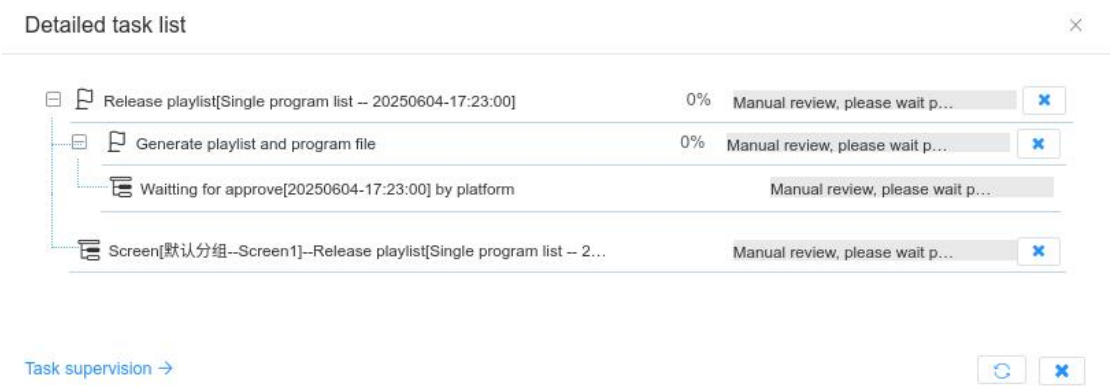 Detailed task list
Release playlist[Single program list -- 20250604-17:23:00] 0% Manual review, please wait p…
Generate playlist and program file 0% Manual review, please wait p…
Waitting for approve[20250604-17:23:00] by platform Manual review, please wait p…
Screen[默认分组--Screen1]--Release playlist[Single program list -- 2… Manual review, please wait p…
Task supervision →